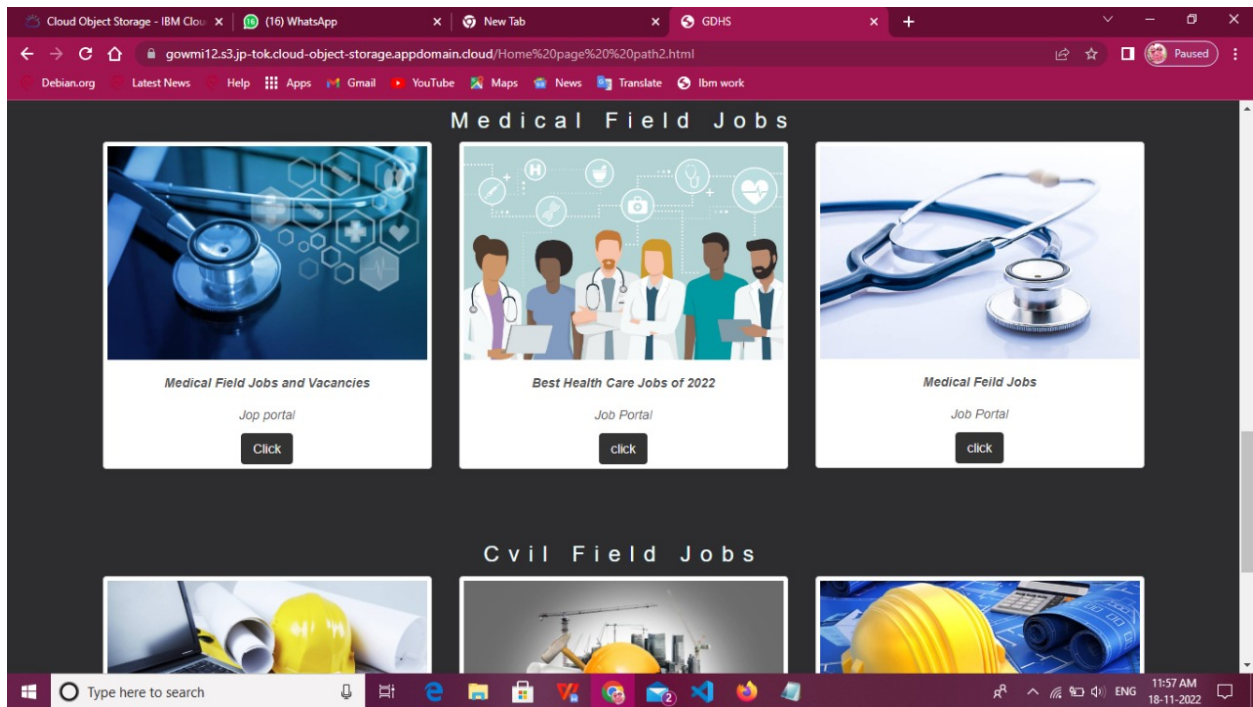 Cloud Object Storage - IBM Clou
(16) WhatsApp
New Tab
GDHS
gowmi12.s3.jp-tok.cloud-object-storage.appdomain.cloud/Home%20page%20%20path2.html
Paused
Debian.org Latest News Help Apps Gmail YouTube Maps News Translate Ibm work
Medical Field Jobs
Medical Field Jobs and Vacancies
Jop portal
Click
Best Health Care Jobs of 2022
Job Portal
click
Medical Feild Jobs
Job Portal
click
Cvil Field Jobs
Type here to search
ENG
11:57 AM
18-11-2022